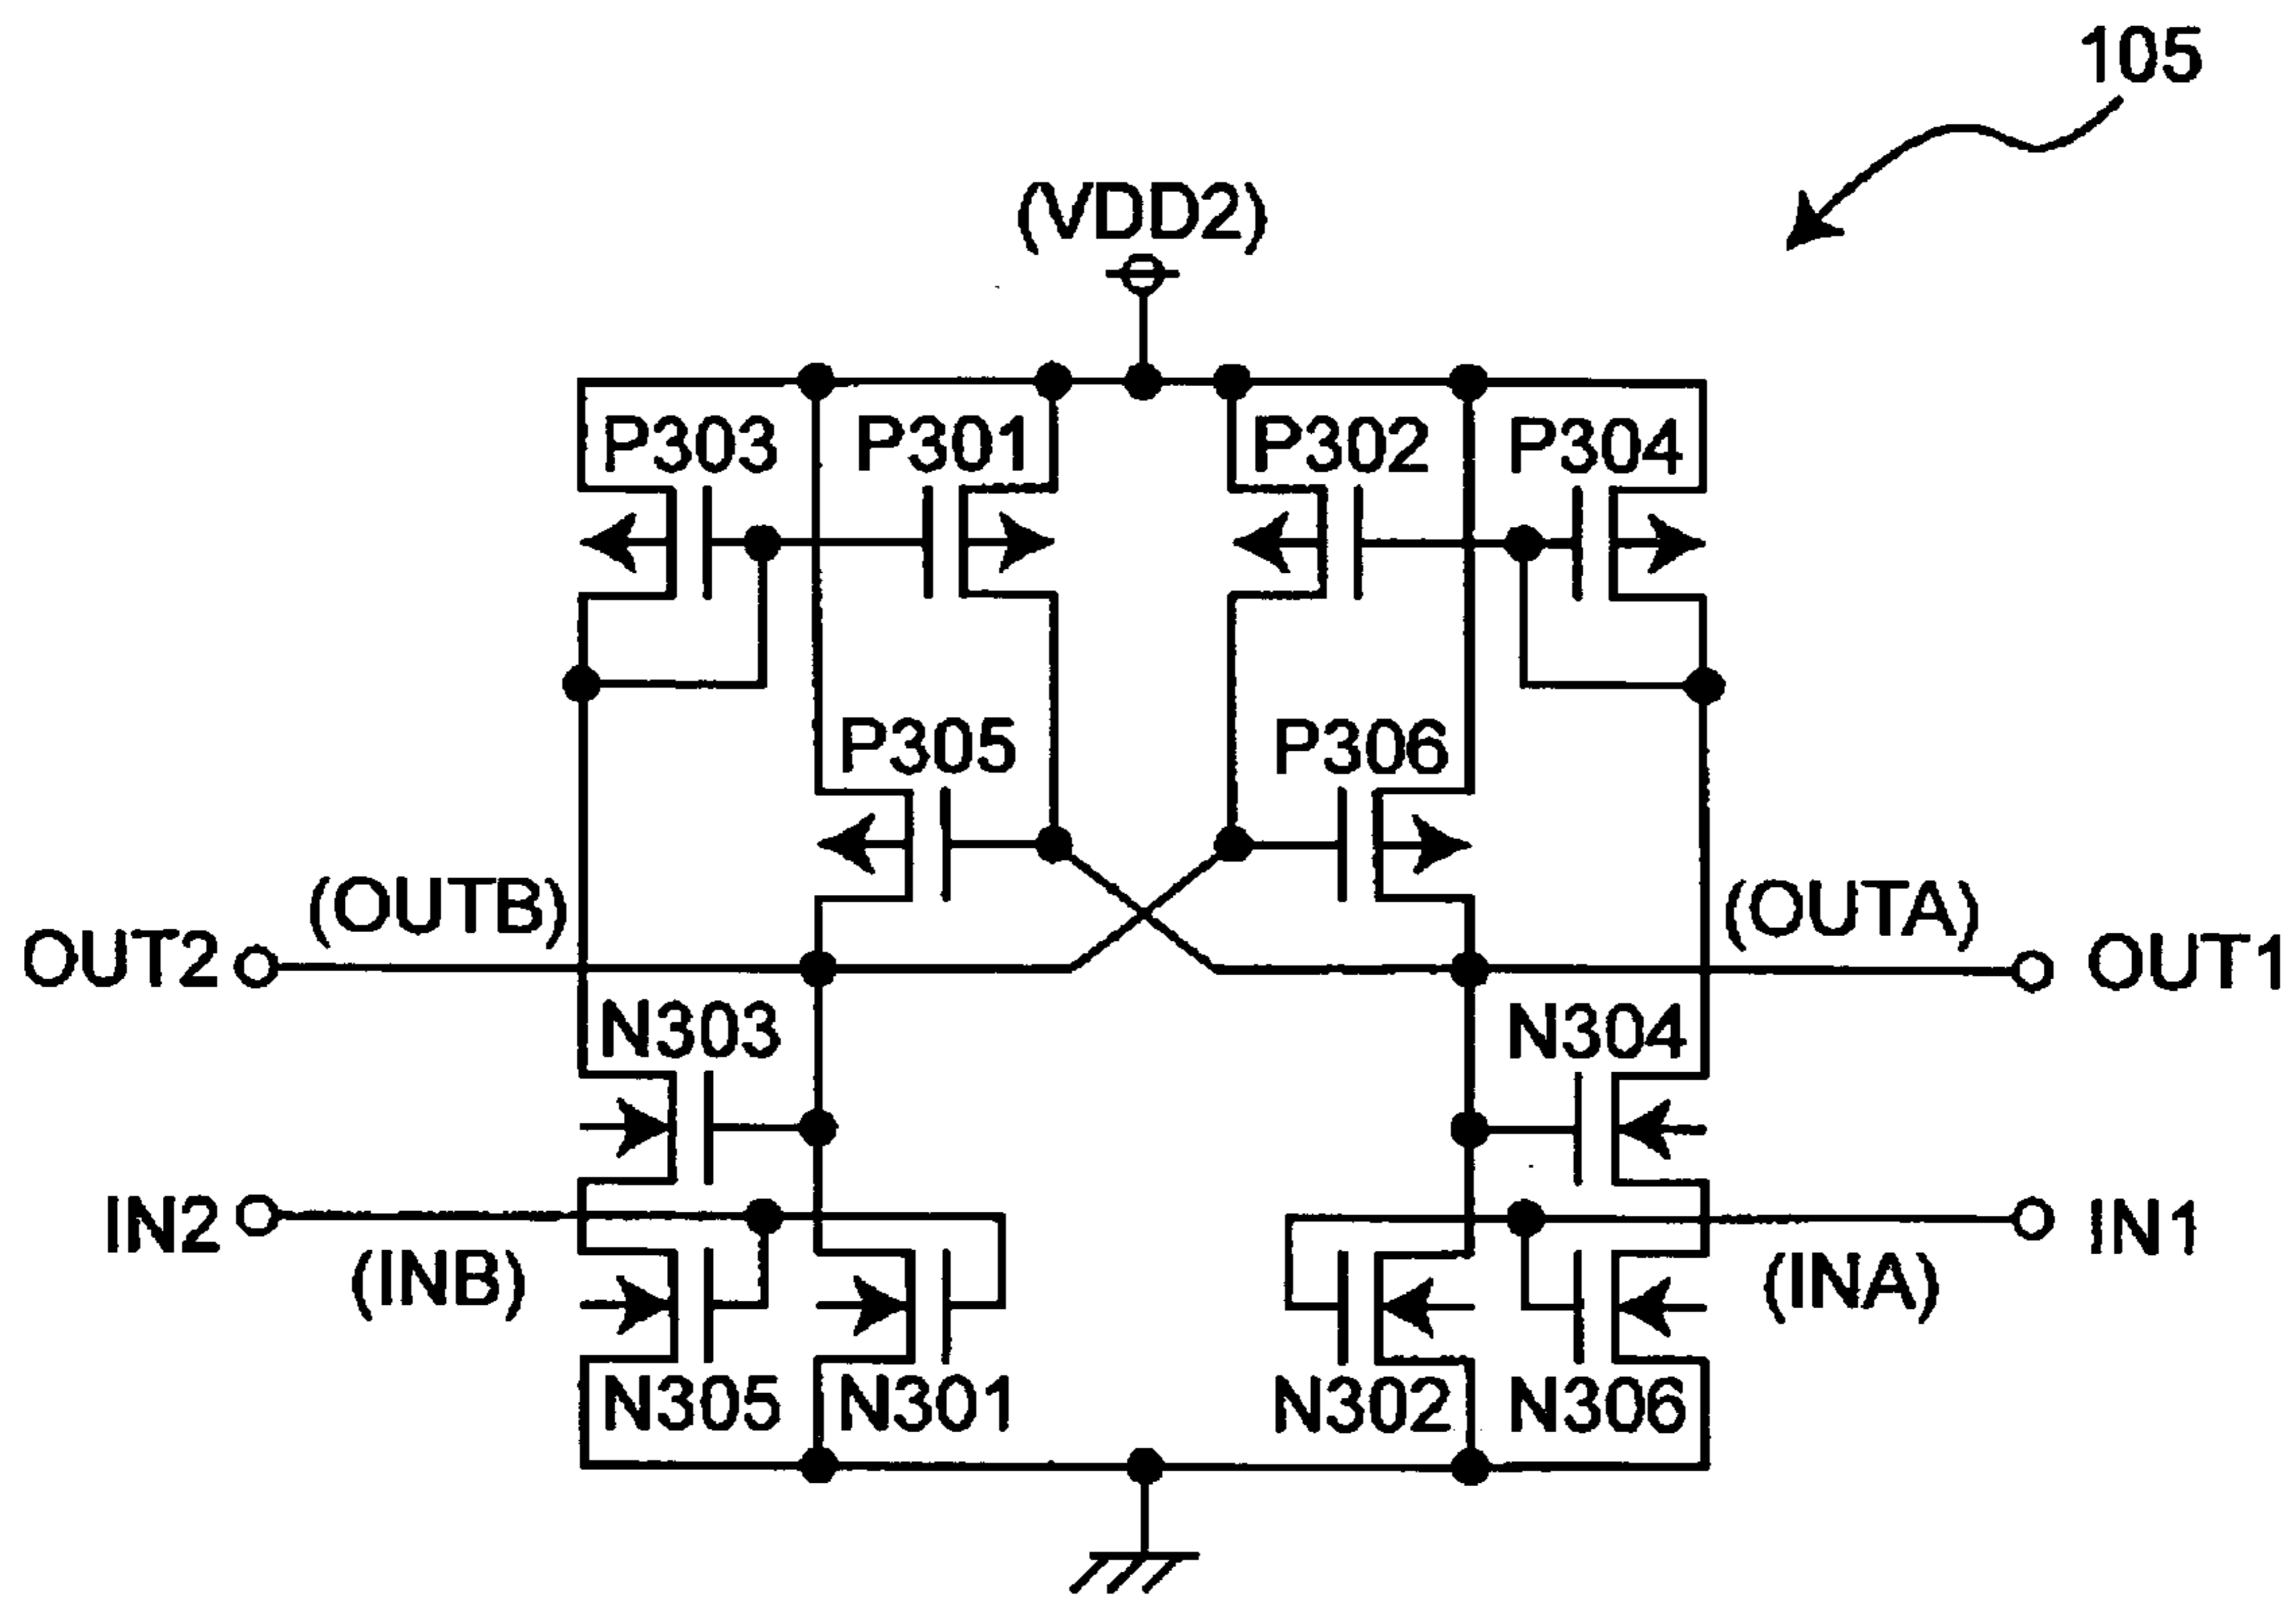 105
(VDD2)
P303
P301
P302
P304
P305
P306
(OUTB)
(OUTA)
OUT2
OUT1
N303
N304
IN2
IN1
(INB)
(INA)
N305
N301
N302
N306